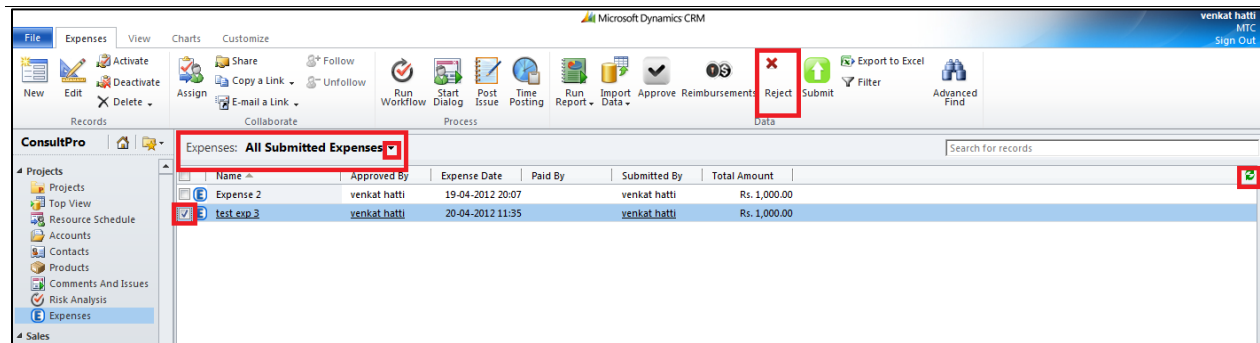 Microsoft Dynamics CRM
venkat hatti
MTC
Sign Out
File Expenses View Charts Customize
New
Edit
Activate
Deactivate
Delete
Records
Assign
Share
Copy a Link
E-mail a Link
Follow
Unfollow
Collaborate
Run Workflow
Start Dialog
Post Issue
Time Posting
Process
Run Report
Import Data
Approve
Reimbursements
Reject
Submit
Export to Excel
Filter
Advanced Find
Data
ConsultPro
Projects
Projects
Top View
Resource Schedule
Accounts
Contacts
Products
Comments And Issues
Risk Analysis
Expenses
Sales
Expenses: All Submitted Expenses
Search for records
Name Approved By Expense Date Paid By Submitted By Total Amount
Expense 2 venkat hatti 19-04-2012 20:07 venkat hatti Rs. 1,000.00
test exp 3 venkat hatti 20-04-2012 11:35 venkat hatti Rs. 1,000.00